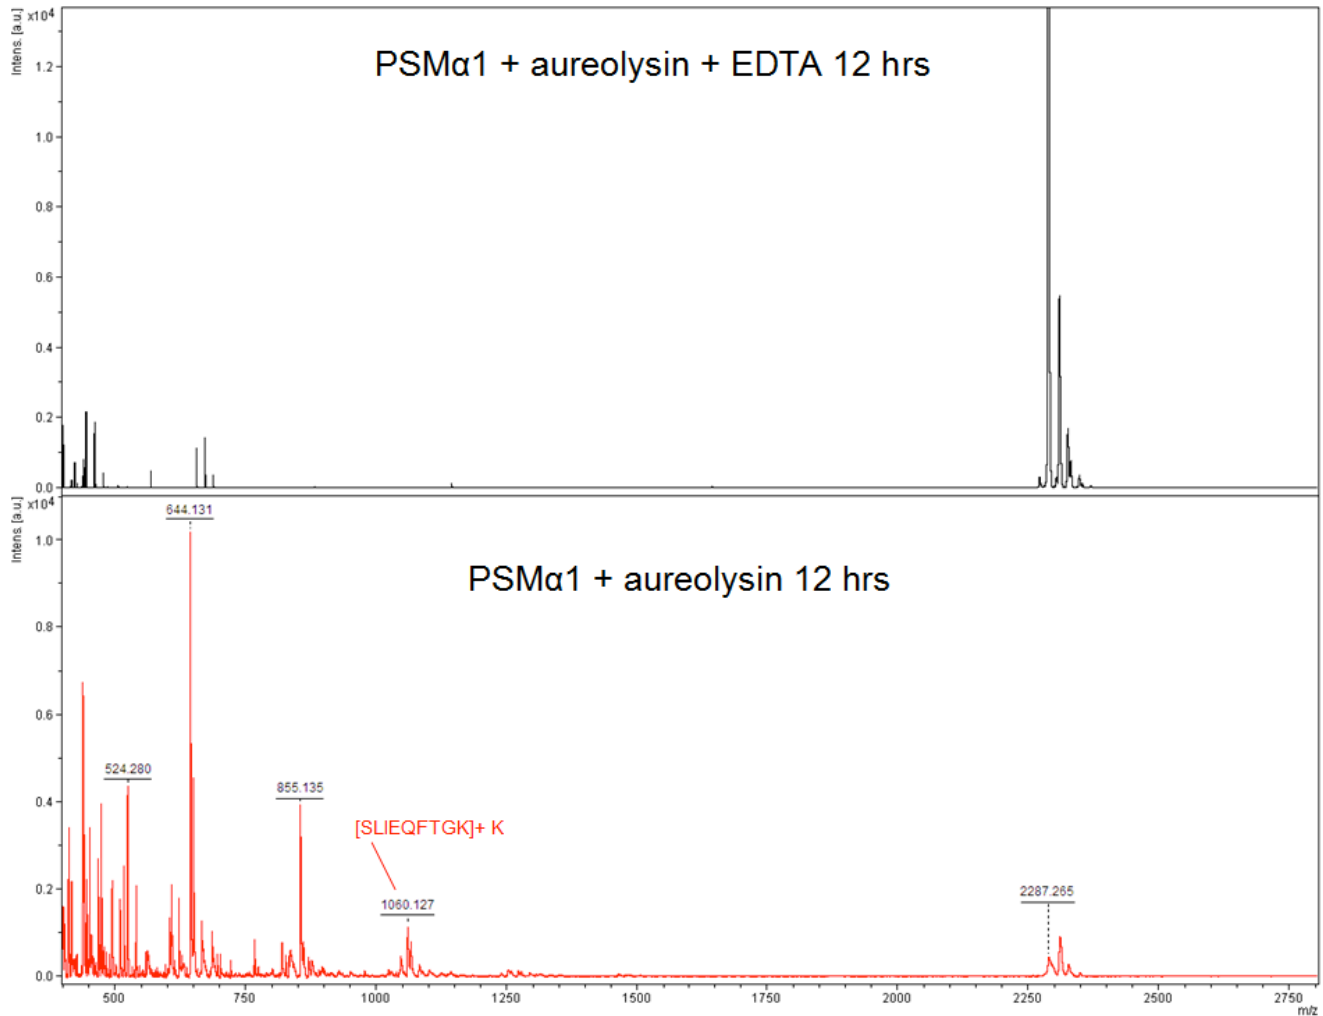 Intens. [a.u.]
x10⁴
PSMα1 + aureolysin + EDTA 12 hrs
1.2
1.0
0.8
0.6
0.4
0.2
0.0
Intens. [a.u.]
x10⁴
644.131
1.0
PSMα1 + aureolysin 12 hrs
0.8
0.6
524.280
855.135
0.4
[SLIEQFTGK]+ K
1060.127
2287.265
0.2
0.0
500 750 1000 1250 1500 1750 2000 2250 2500 2750
m/z